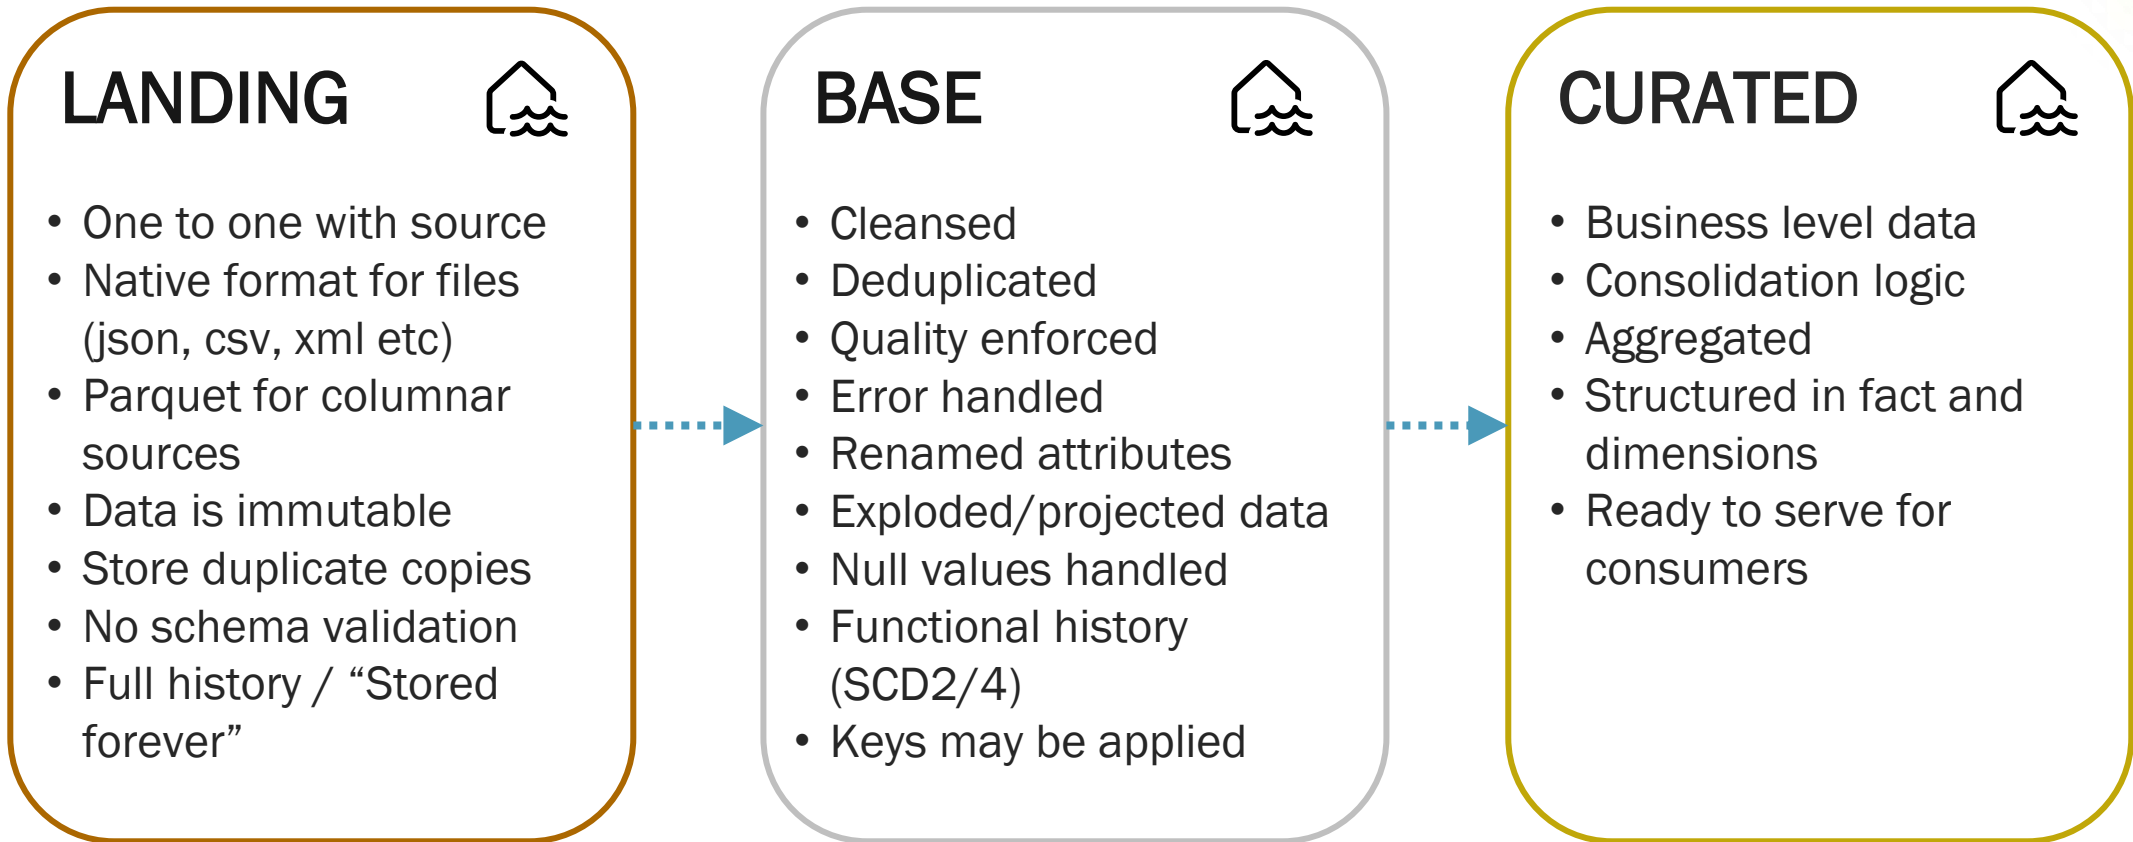 LANDING
• One to one with source
• Native format for files
(json, csv, xml etc)
• Parquet for columnar
sources
• Data is immutable
• Store duplicate copies
• No schema validation
• Full history / “Stored
forever”
BASE
• Cleansed
• Deduplicated
• Quality enforced
• Error handled
• Renamed attributes
• Exploded/projected data
• Null values handled
• Functional history
(SCD2/4)
• Keys may be applied
CURATED
• Business level data
• Consolidation logic
• Aggregated
• Structured in fact and
dimensions
• Ready to serve for
consumers